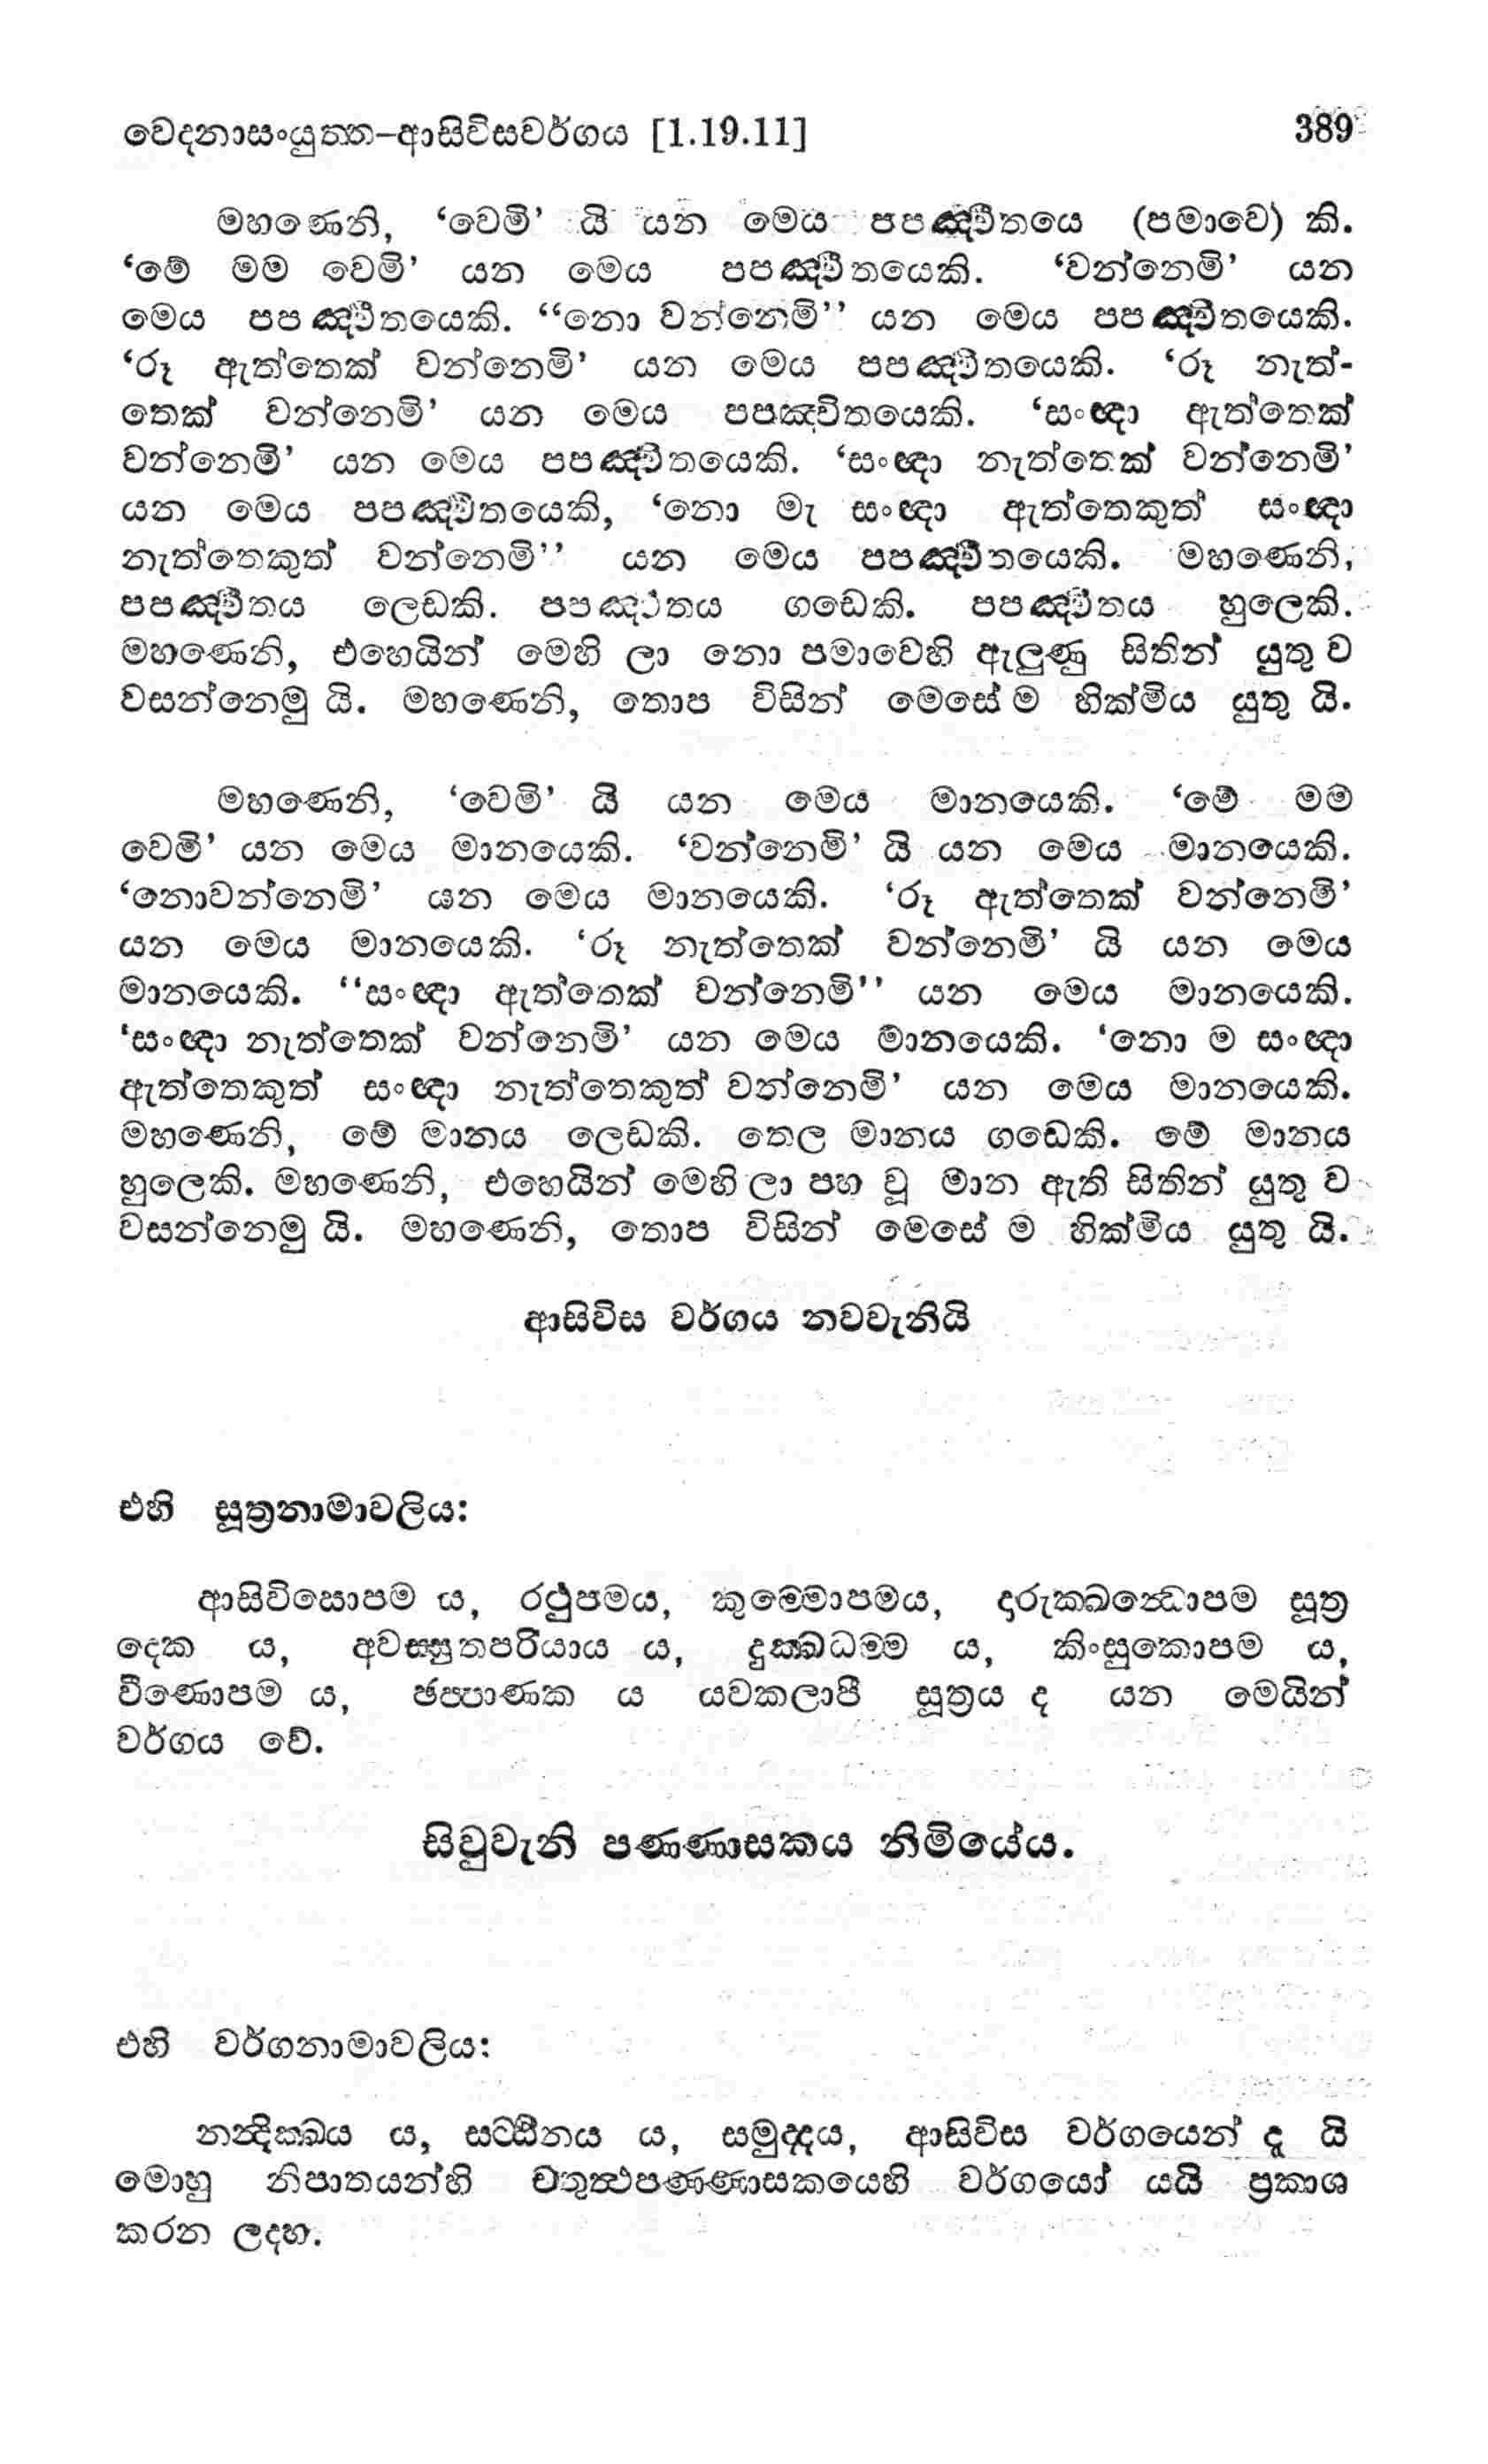 වෙදනාසංයුත්ත–ආසිවිසවර්ගය [1.19.11] 389
මහණෙනි, ‘වෙමි’ යි යන මෙය පපඤ්චිතයෙ (පමාවෙ) කි.
‘මේ මම වෙමි’ යන මෙය පපඤ්චිතයෙකි. ‘වන්නෙමි’ යන
මෙය පපඤ්චිතයෙකි. “නො වන්නෙමි” යන මෙය පපඤ්චිතයෙකි.
‘රූ ඇත්තෙක් වන්නෙමි’ යන මෙය පපඤ්චිතයෙකි. ‘රූ නැත්-
තෙක් වන්නෙමි’ යන මෙය පපඤ්චිතයෙකි. ‘සංඥා ඇත්තෙක්
වන්නෙමි’ යන මෙය පපඤ්චිතයෙකි. ‘සංඥා නැත්තෙක් වන්නෙමි’
යන මෙය පපඤ්චිතයෙකි, ‘නො මැ සංඥා ඇත්තෙකුත් සංඥා
නැත්තෙකුත් වන්නෙමි’’ යන මෙය පපඤ්චිතයෙකි. මහණෙනි,
පපඤ්චිතය ලෙඩකි. පපඤ්චිතය ගඩෙකි. පපඤ්චිතය හුලෙකි.
මහණෙනි, එහෙයින් මෙහි ලා නො පමාවෙහි ඇලුණු සිතින් යුතු ව
වසන්නෙමු යි. මහණෙනි, තොප විසින් මෙසේ ම හික්මිය යුතු යි.
මහණෙනි, ‘වෙමි’ යි යන මෙය මානයෙකි. ‘මේ මම
වෙමි’ යන මෙය මානයෙකි. ‘වන්නෙමි’ යි යන මෙය මානයෙකි.
‘නොවන්නෙමි’ යන මෙය මානයෙකි. ‘රූ ඇත්තෙක් වන්නෙමි’
යන මෙය මානයෙකි. ‘රූ නැත්තෙක් වන්නෙමි’ යි යන මෙය
මානයෙකි. “සංඥා ඇත්තෙක් වන්නෙමි” යන මෙය මානයෙකි.
‘සංඥා නැත්තෙක් වන්නෙමි’ යන මෙය මානයෙකි. ‘නො ම සංඥා
ඇත්තෙකුත් සංඥා නැත්තෙකුත් වන්නෙමි’ යන මෙය මානයෙකි.
මහණෙනි, මේ මානය ලෙඩකි. තෙල මානය ගඩෙකි. මේ මානය
හුලෙකි. මහණෙනි, එහෙයින් මෙහි ලා පහ වූ මාන ඇති සිතින් යුතු ව
වසන්නෙමු යි. මහණෙනි, තොප විසින් මෙසේ ම හික්මිය යුතු යි.
ආසිවිස වර්ගය නවවැනියි
එහි සූත්‍රනාමාවලිය:
ආසිවිසොපම ය, රථුපමය, කුම්මොපමය, දාරුක්ඛන්ධොපම සූත්‍ර
දෙක ය, අවස්සුතපරියාය ය, දුක්ඛධම්ම ය, කිංසුකොපම ය,
වීණොපම ය, ඡප්පාණක ය යවකලාපි සූත්‍රය ද යන මෙයින්
වර්ගය වේ.
සිවුවැනි පණ්ණාසකය නිමියේය.
එහි වර්ගනාමාවලිය:
නන්දික්ඛය ය, සට්ඨිනය ය, සමුද්දය, ආසිවිස වර්ගයෙන් දු යි
මොහු නිපාතයන්හි චතුත්ථපණ්ණාසකයෙහි වර්ගයෝ යයි ප්‍රකාශ
කරන ලදහ.